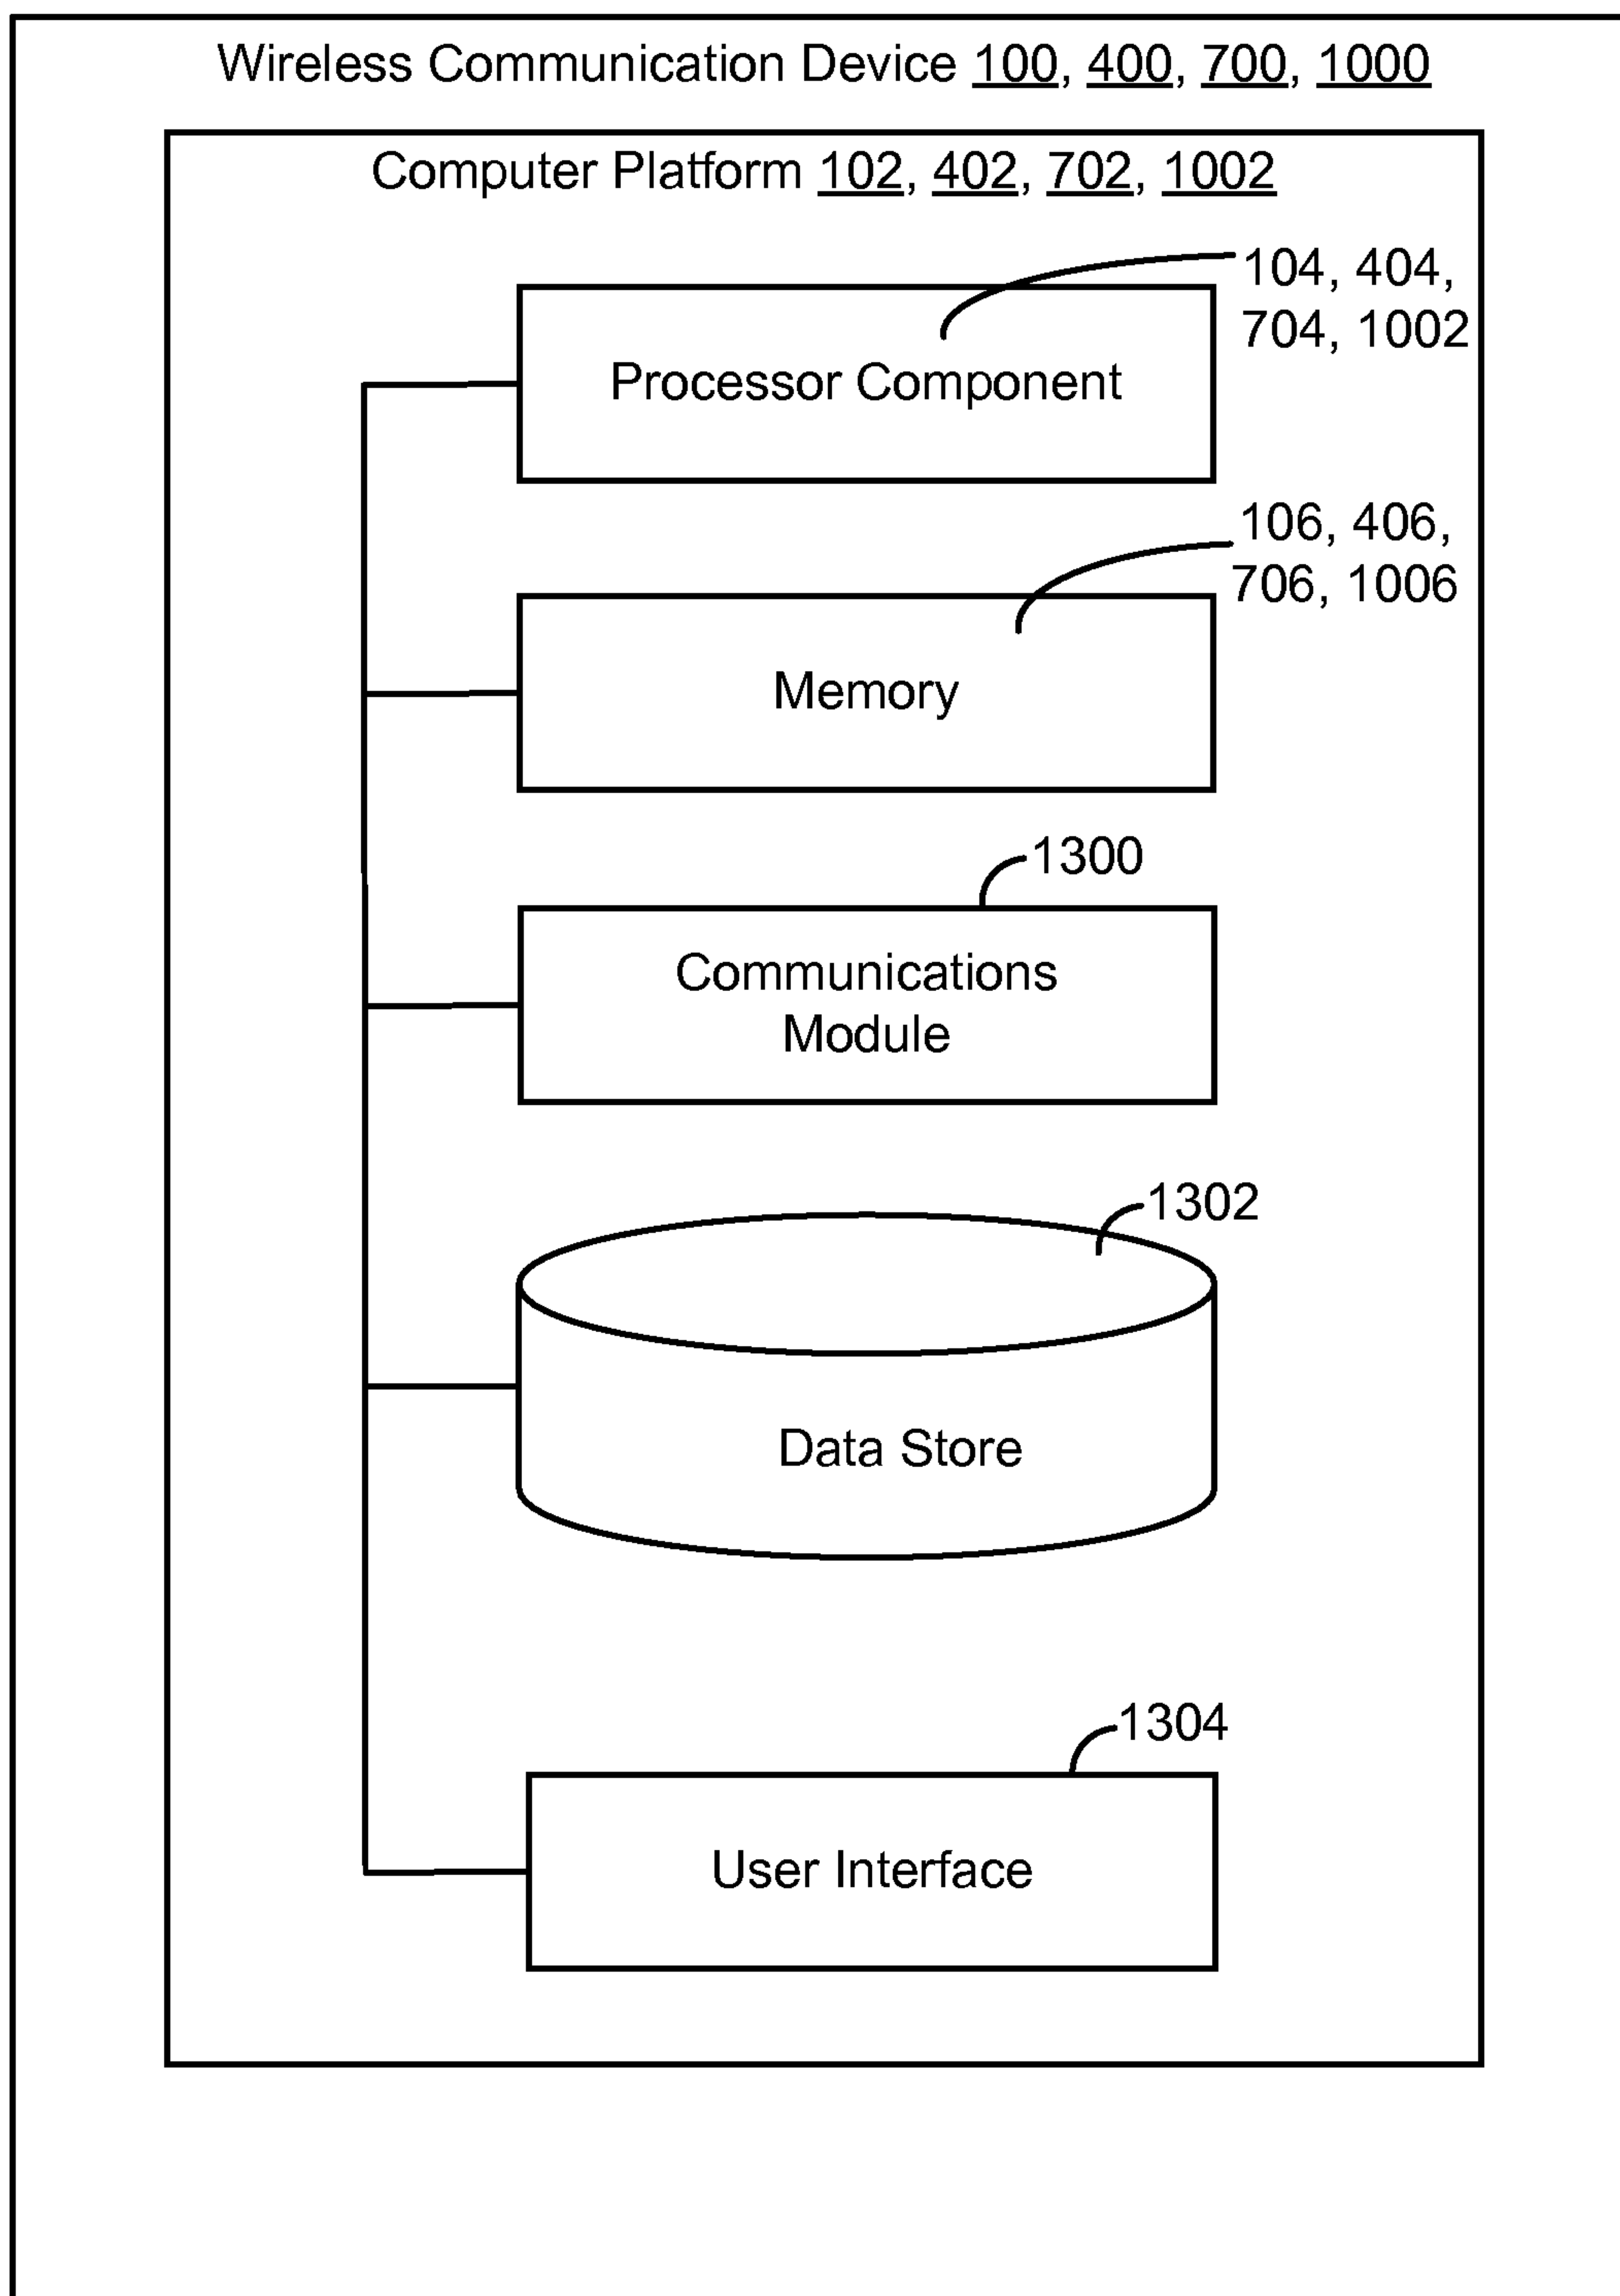 Wireless Communication Device 100, 400, 700, 1000
Computer Platform 102, 402, 702, 1002
104, 404,
704, 1002
Processor Component
106, 406,
706, 1006
Memory
1300
Communications
Module
1302
Data Store
1304
User Interface